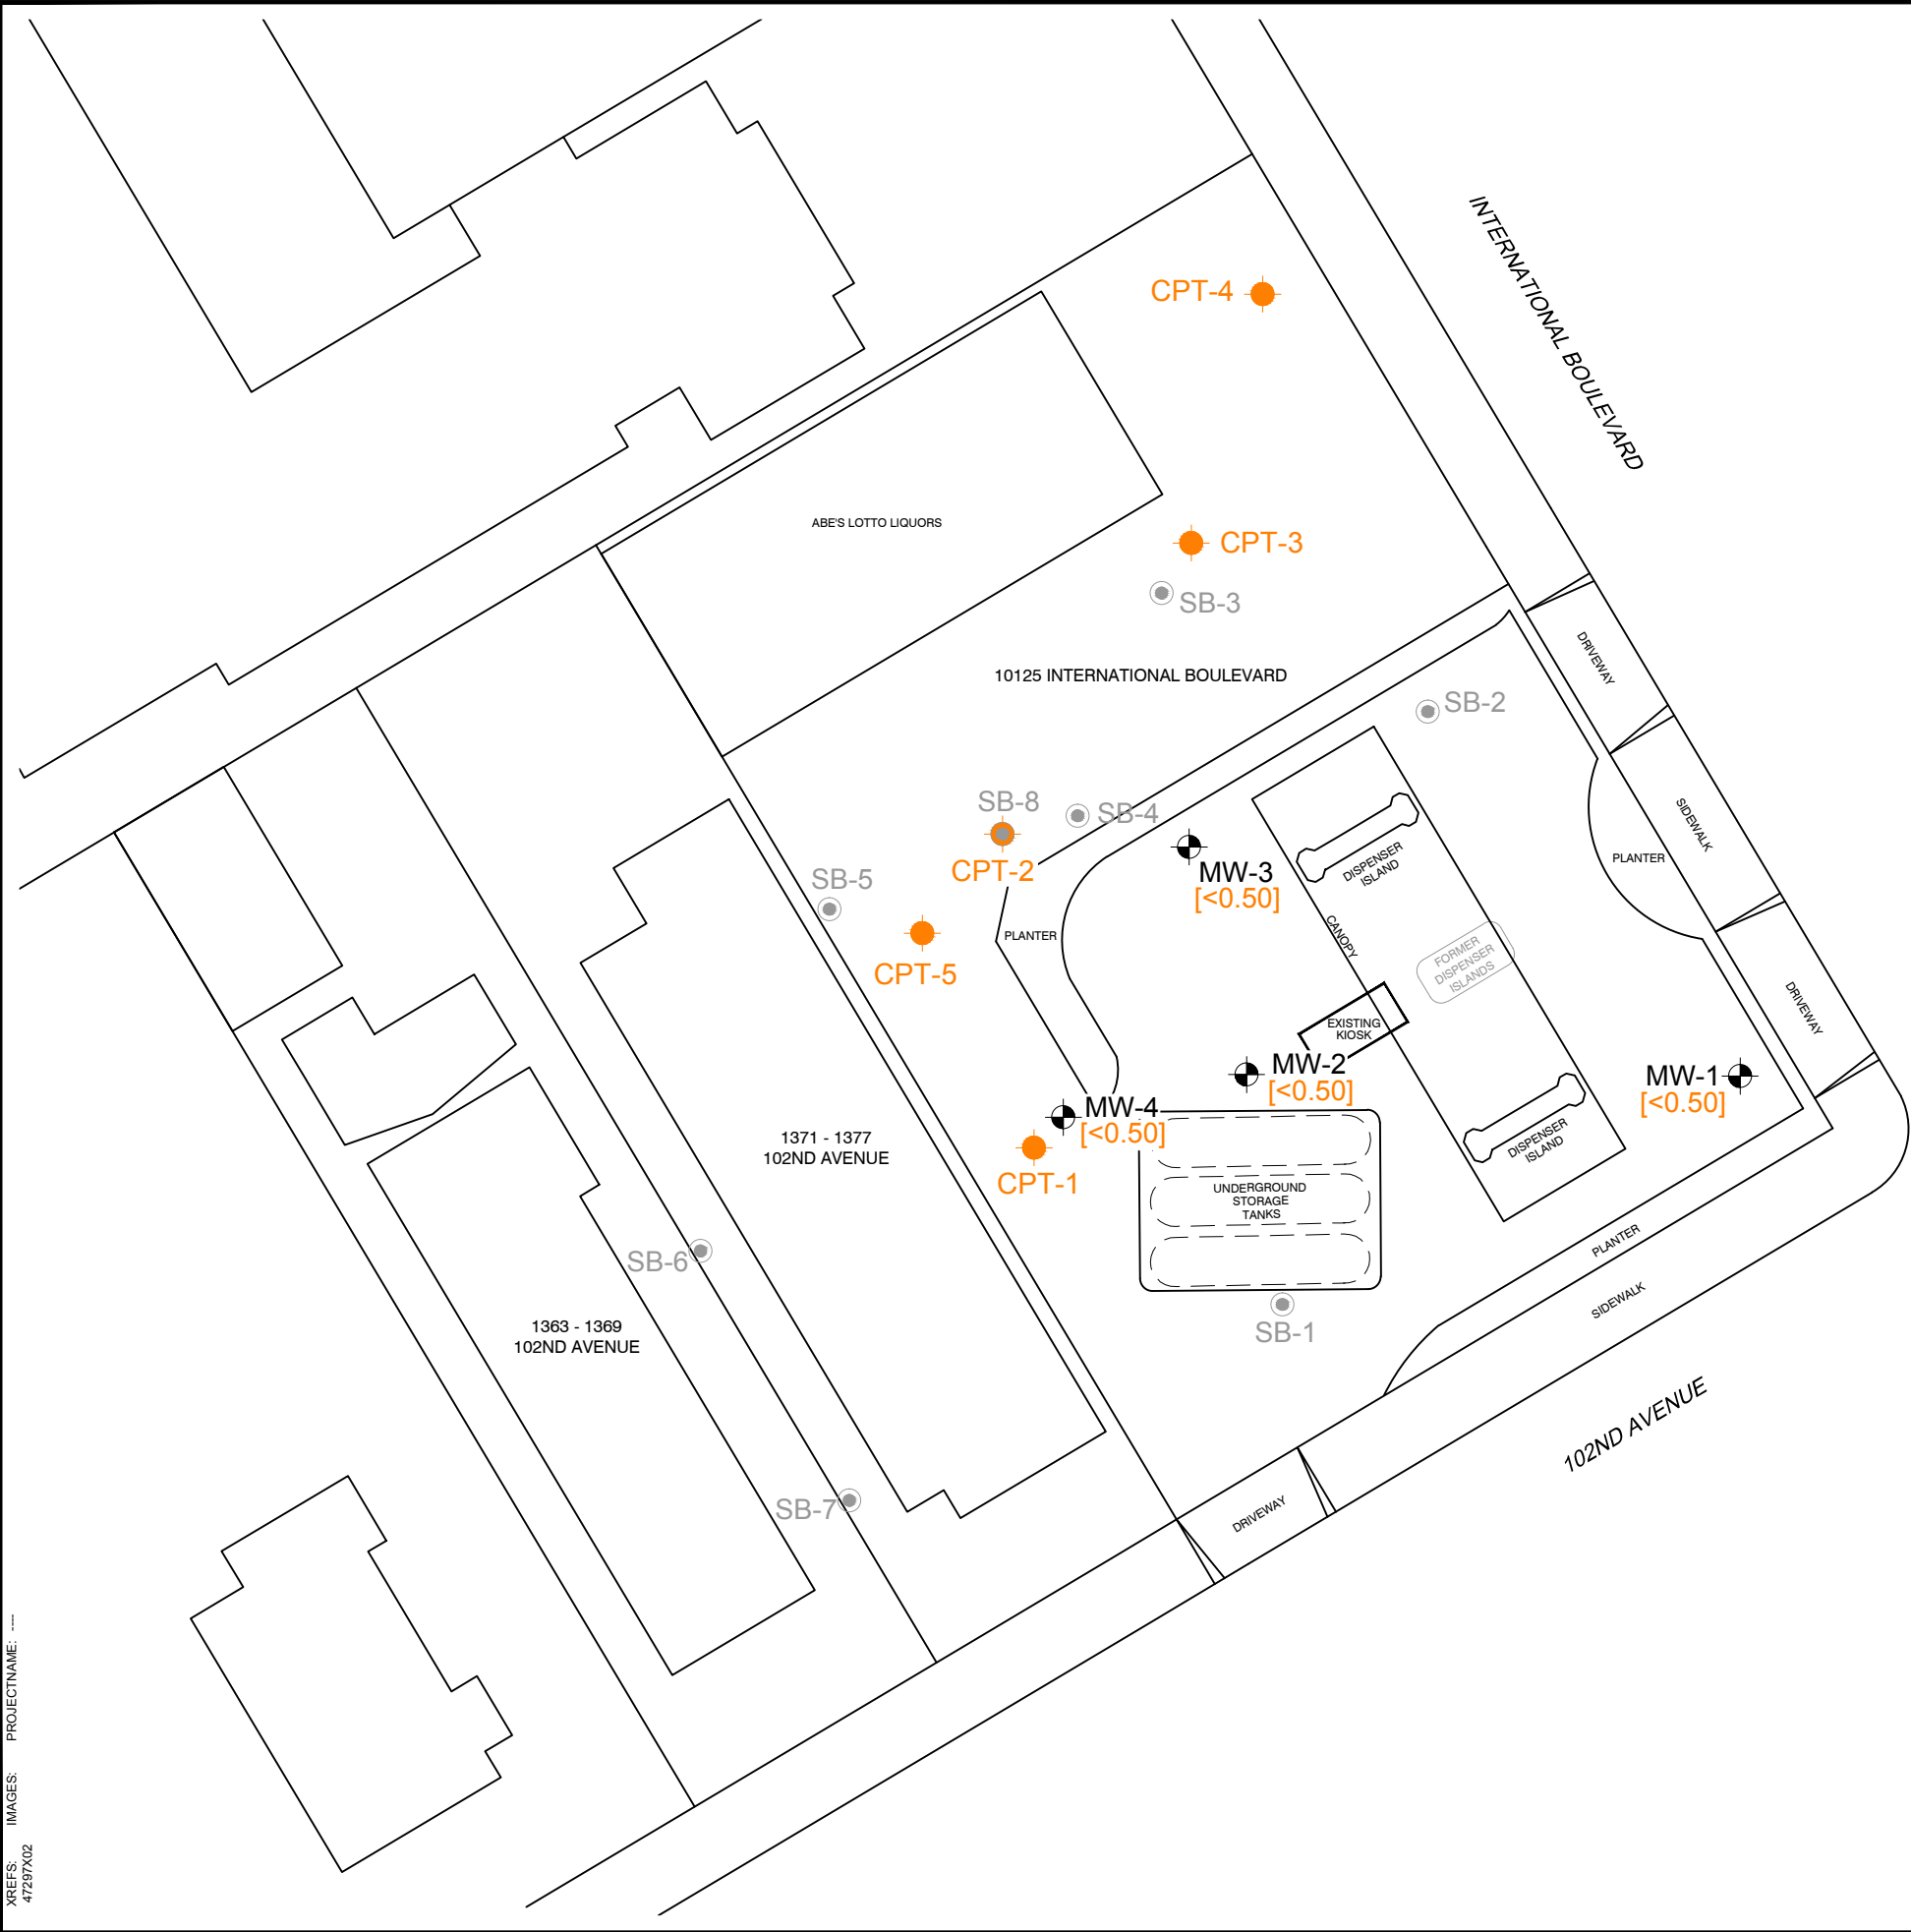 INTERNATIONAL BOULEVARD
CPT-4
ABE'S LOTTO LIQUORS
CPT-3
SB-3
10125 INTERNATIONAL BOULEVARD
DRIVEWAY
SB-2
SB-8
SB-4
CPT-2
SIDEWALK
PLANTER
MW-3
[<0.50]
DISPENSER
ISLAND
SB-5
PLANTER
CANOPY
FORMER
DISPENSER
ISLANDS
CPT-5
DRIVEWAY
EXISTING
KIOSK
MW-2
[<0.50]
MW-1
[<0.50]
MW-4
[<0.50]
DISPENSER
ISLAND
1371 - 1377
102ND AVENUE
CPT-1
UNDERGROUND
STORAGE
TANKS
PLANTER
SB-6
SIDEWALK
1363 - 1369
102ND AVENUE
SB-1
102ND AVENUE
SB-7
DRIVEWAY
XREFS: IMAGES: PROJECTNAME: ----
47297X02